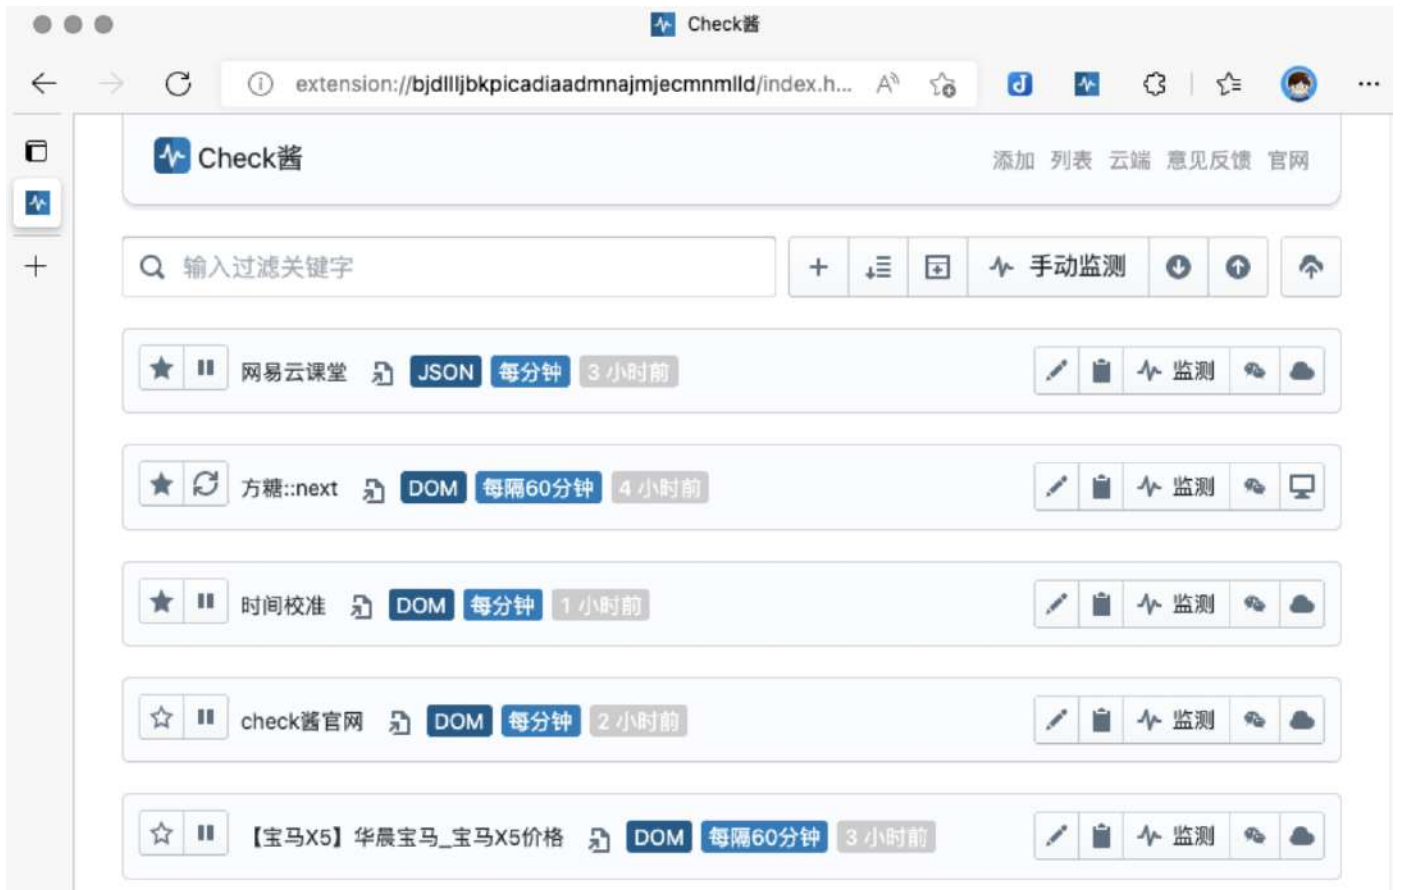 Check酱
extension://bjdllljbkpicadiaadmnajmjecmnmlld/index.h...
Check酱
添加 列表 云端 意见反馈 官网
输入过滤关键字 手动监测
网易云课堂 JSON 每分钟 3 小时前 监测
方糖::next DOM 每隔60分钟 4 小时前 监测
时间校准 DOM 每分钟 1 小时前 监测
check酱官网 DOM 每分钟 2 小时前 监测
【宝马X5】华晨宝马_宝马X5价格 DOM 每隔60分钟 3 小时前 监测